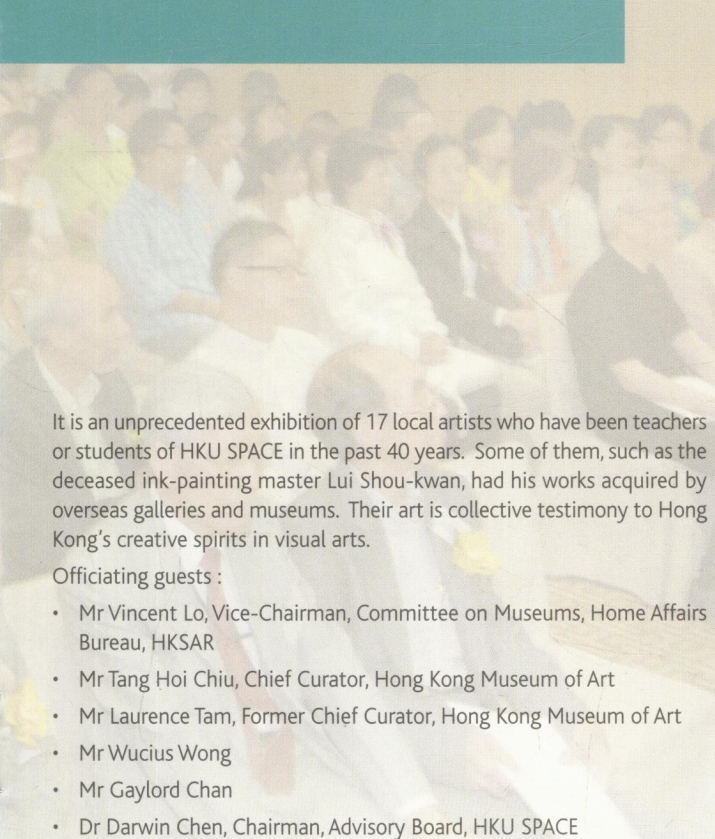 It is an unprecedented exhibition of 17 local artists who have been teachers
or students of HKU SPACE in the past 40 years. Some of them, such as the
deceased ink-painting master Lui Shou-kwan, had his works acquired by
overseas galleries and museums. Their art is collective testimony to Hong
Kong's creative spirits in visual arts.
Officiating guests :
• Mr Vincent Lo, Vice-Chairman, Committee on Museums, Home Affairs
Bureau, HKSAR
• Mr Tang Hoi Chiu, Chief Curator, Hong Kong Museum of Art
• Mr Laurence Tam, Former Chief Curator, Hong Kong Museum of Art
• Mr Wucius Wong
• Mr Gaylord Chan
• Dr Darwin Chen, Chairman, Advisory Board, HKU SPACE